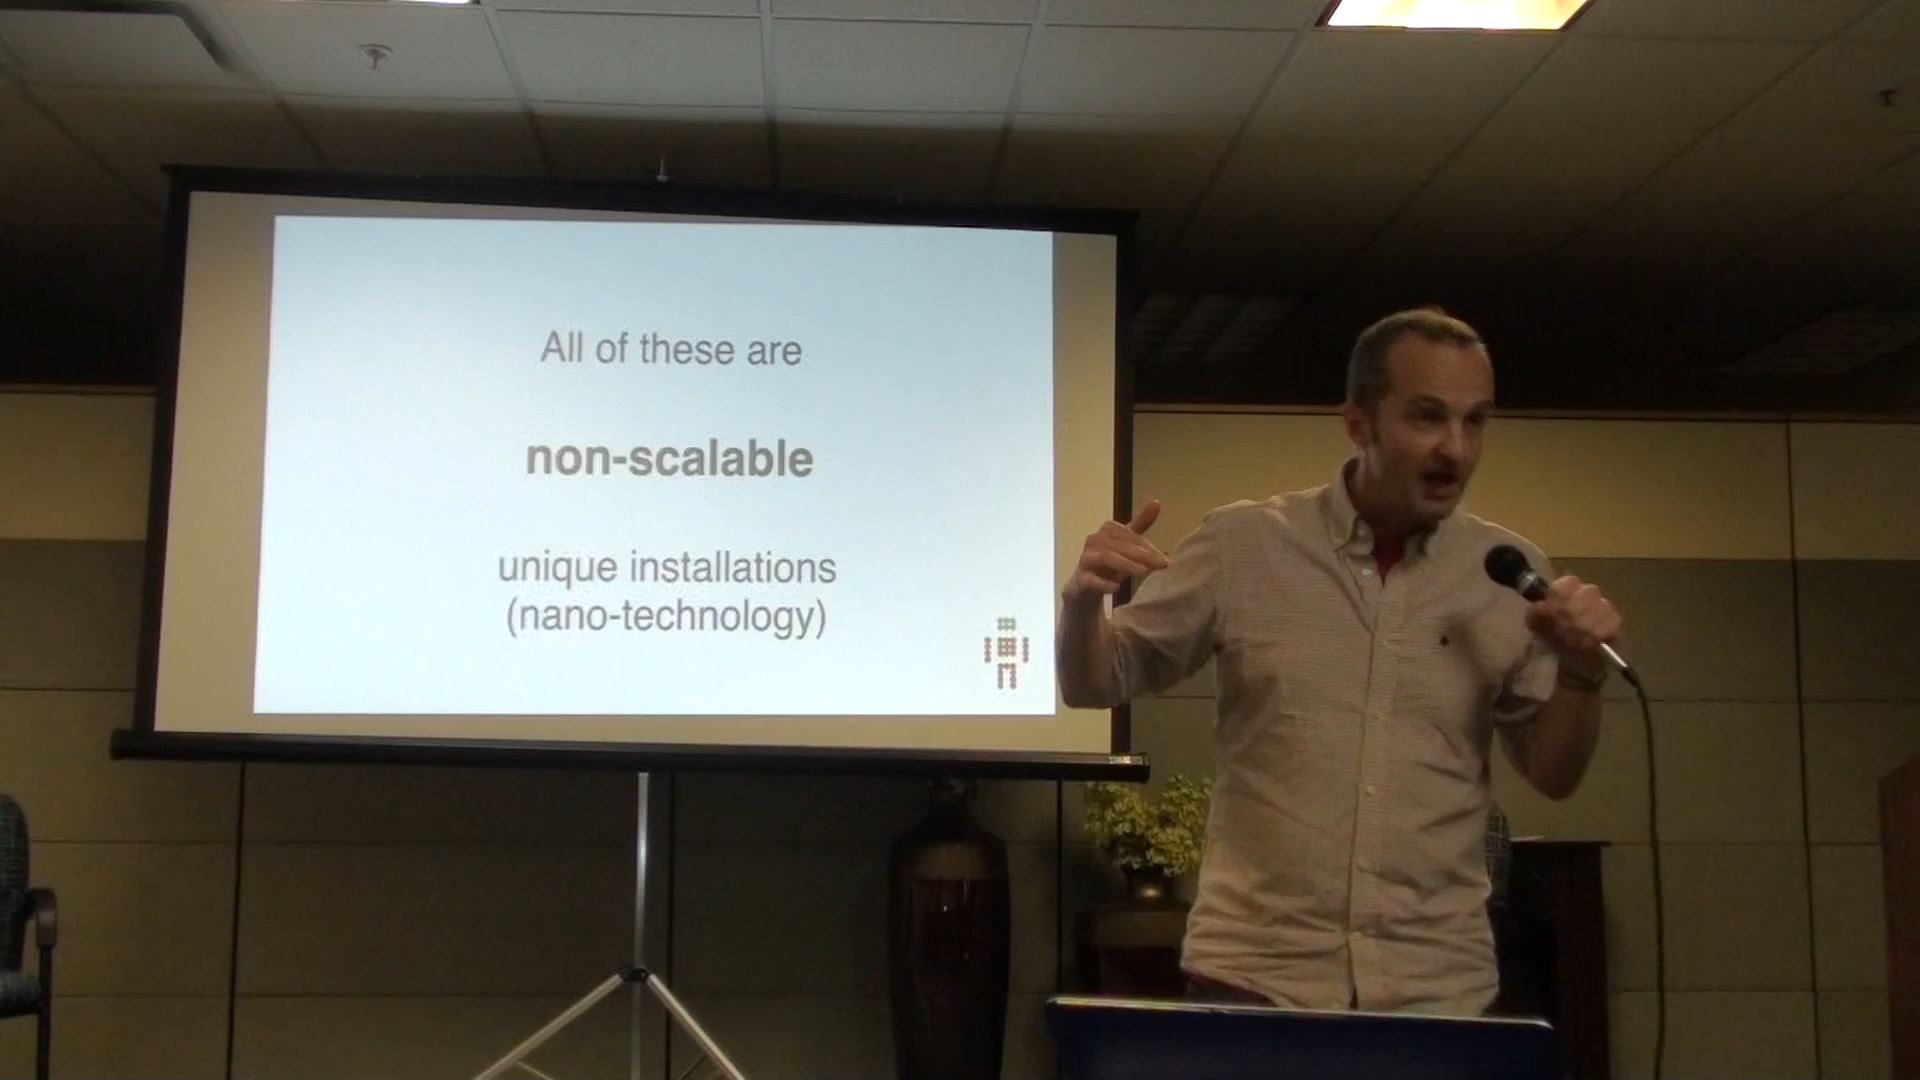 All of these are
non-scalable
unique installations
(nano-technology)